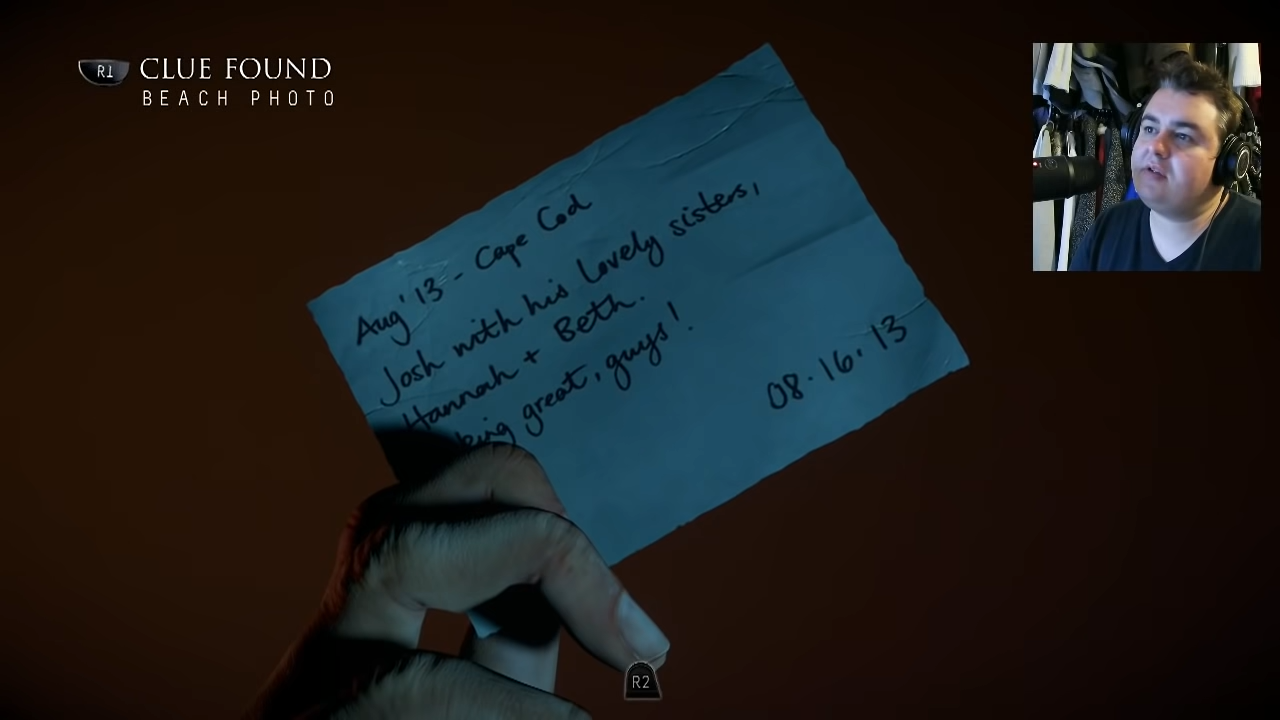 R1 CLUE FOUND
BEACH PHOTO
Aug '13 - Cape Cod
Josh with his lovely sisters,
Hannah + Beth.
great, guys!
08.16.13
R2